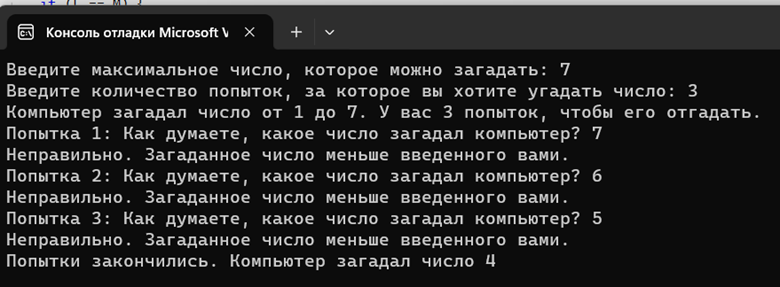 Консоль отладки Microsoft V
Введите максимальное число, которое можно загадать: 7
Введите количество попыток, за которое вы хотите угадать число: 3
Компьютер загадал число от 1 до 7. У вас 3 попыток, чтобы его отгадать.
Попытка 1: Как думаете, какое число загадал компьютер? 7
Неправильно. Загаданное число меньше введенного вами.
Попытка 2: Как думаете, какое число загадал компьютер? 6
Неправильно. Загаданное число меньше введенного вами.
Попытка 3: Как думаете, какое число загадал компьютер? 5
Неправильно. Загаданное число меньше введенного вами.
Попытки закончились. Компьютер загадал число 4